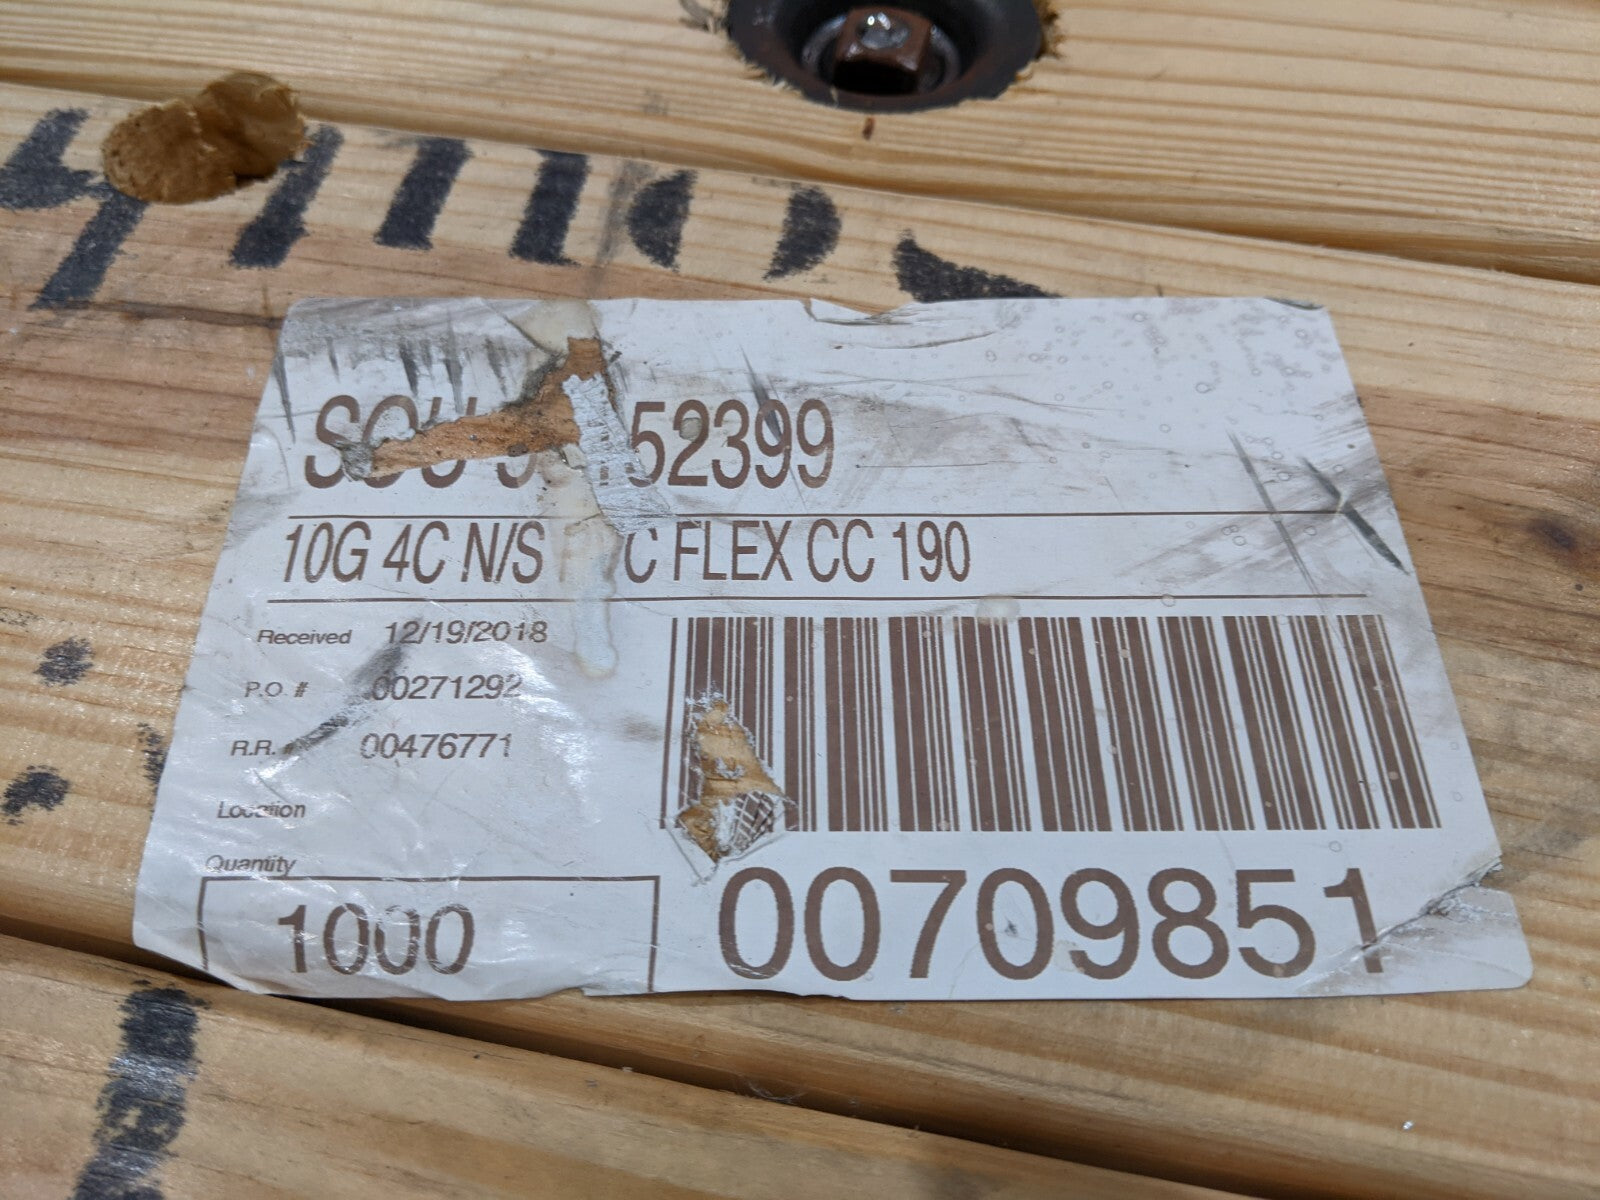 52399
10G 4C N/S C FLEX CC 190
Received 12/19/2018
P.O. # 00271292
R.R. # 00476771
Location
Quantity
1000
00709851